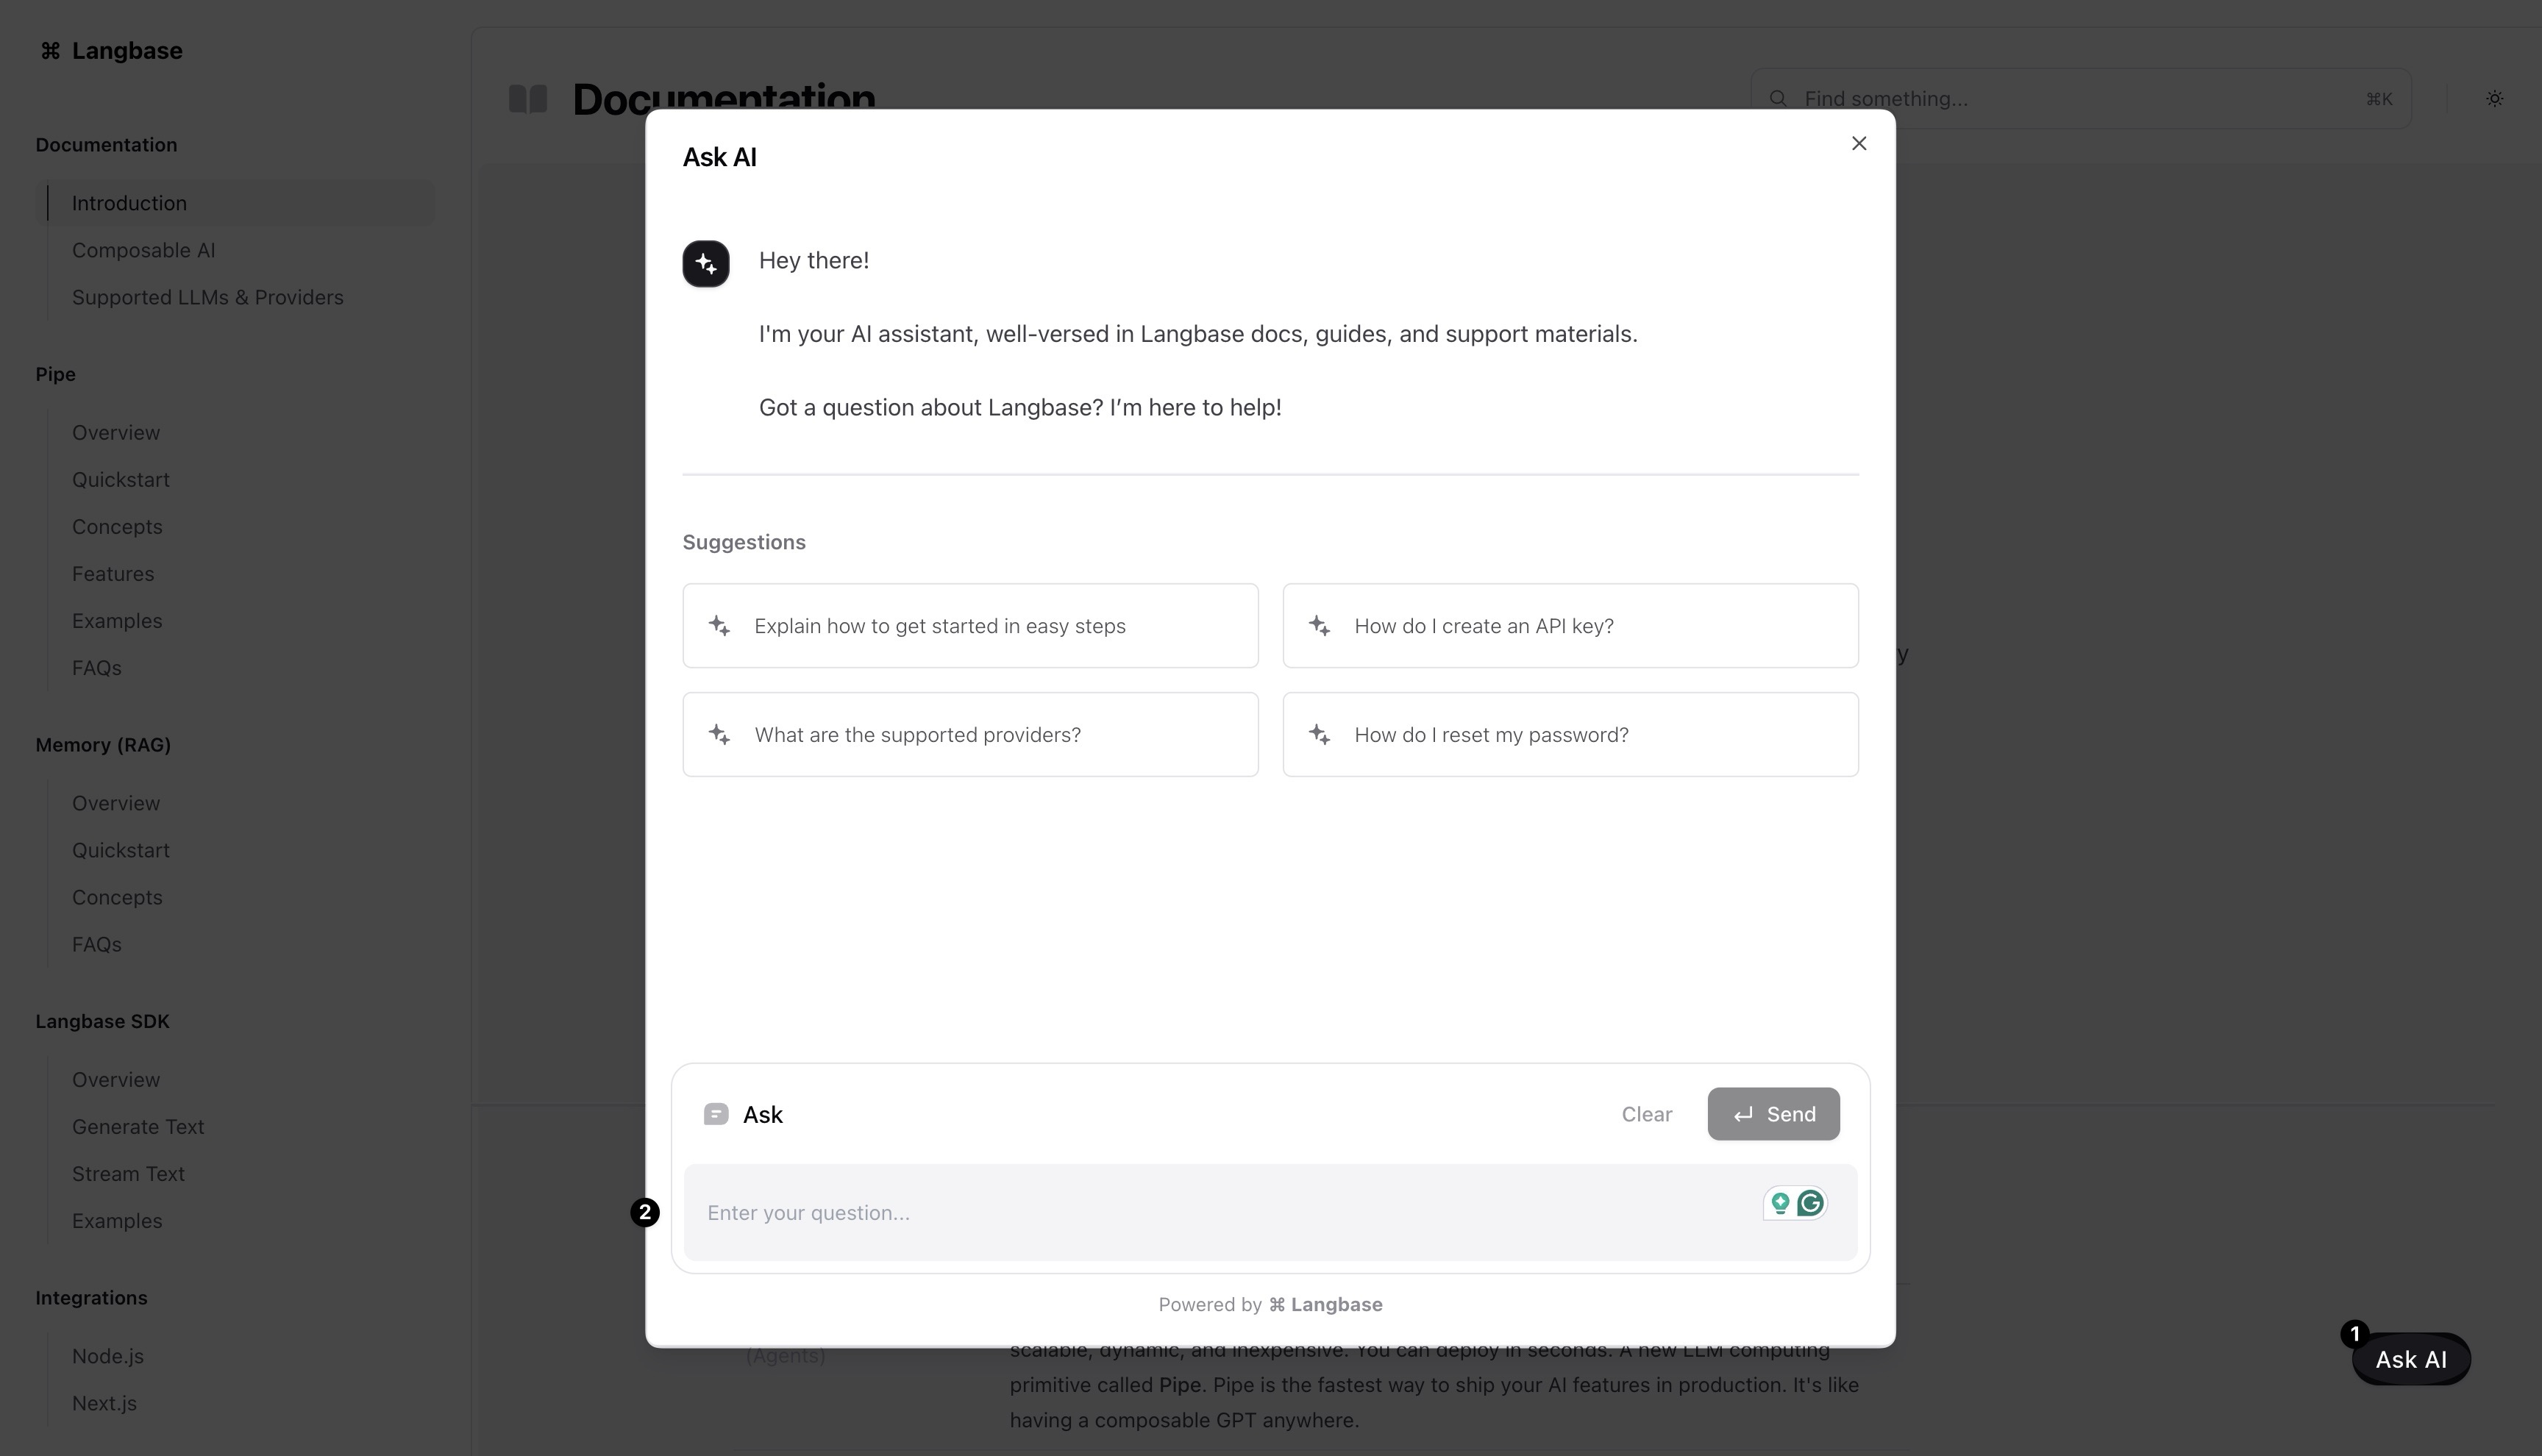 ⌘ Langbase
Documentation
Introduction
Composable AI
Supported LLMs & Providers
Pipe
Overview
Quickstart
Concepts
Features
Examples
FAQs
Memory (RAG)
Overview
Quickstart
Concepts
FAQs
Langbase SDK
Overview
Generate Text
Stream Text
Examples
Integrations
Node.js
Next.js
Documentation
Find something...
⌘K
Ask AI
Hey there!
I'm your AI assistant, well-versed in Langbase docs, guides, and support materials.
Got a question about Langbase? I’m here to help!
Suggestions
Explain how to get started in easy steps
How do I create an API key?
What are the supported providers?
How do I reset my password?
y
Ask
Clear
Send
2
Enter your question...
Powered by ⌘ Langbase
(Agents)
scalable, dynamic, and inexpensive. You can deploy in seconds. A new LLM computing
primitive called Pipe. Pipe is the fastest way to ship your AI features in production. It's like
having a composable GPT anywhere.
1
Ask AI